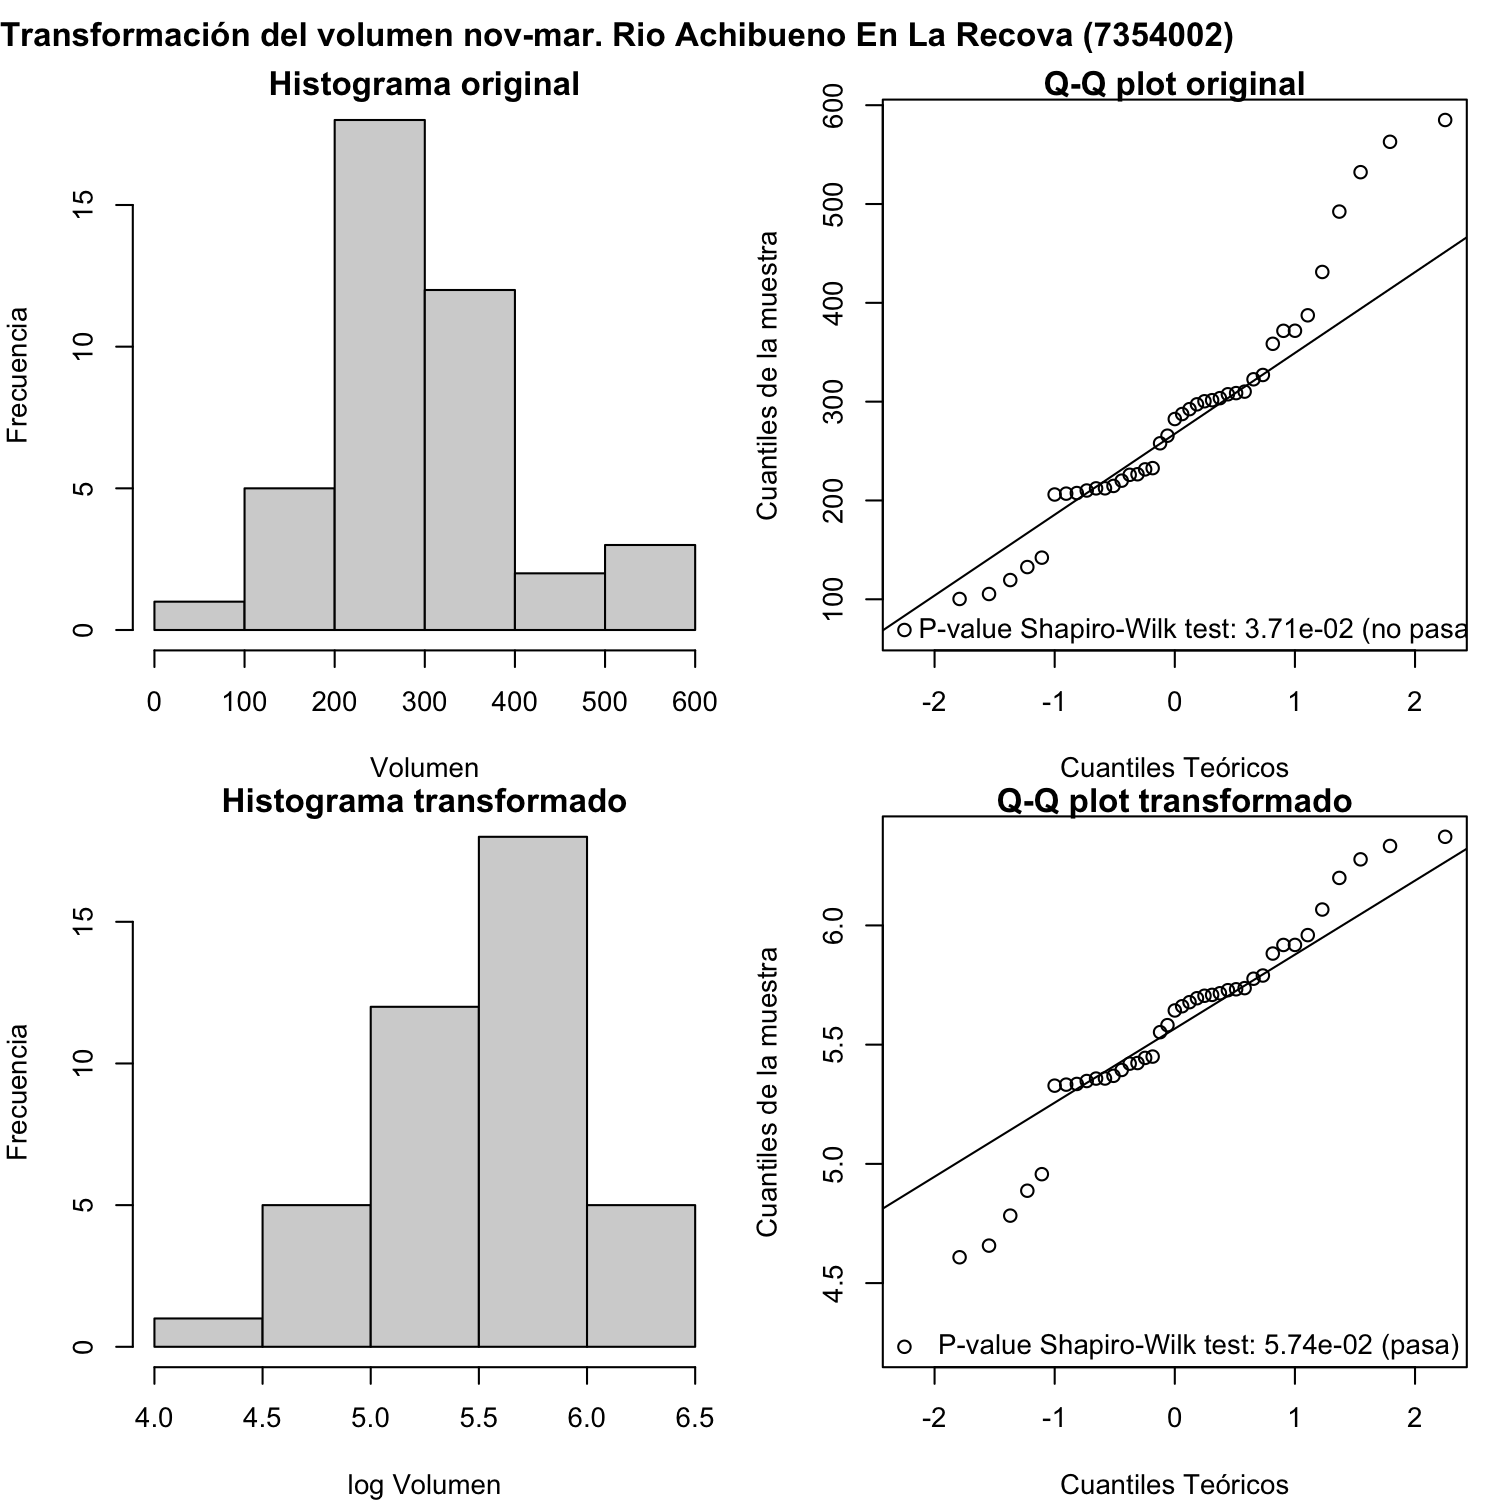 Transformación del volumen nov-mar. Rio Achibueno En La Recova (7354002)
Histograma original
Frecuencia
15
10
5
0
0 100 200 300 400 500 600
Volumen
Q-Q plot original
Cuantiles de la muestra
600
500
400
300
200
100
P-value Shapiro-Wilk test: 3.71e-02 (no pasa
-2 -1 0 1 2
Cuantiles Teóricos
Histograma transformado
Frecuencia
15
10
5
0
4.0 4.5 5.0 5.5 6.0 6.5
log Volumen
Q-Q plot transformado
Cuantiles de la muestra
6.0
5.5
5.0
4.5
P-value Shapiro-Wilk test: 5.74e-02 (pasa)
-2 -1 0 1 2
Cuantiles Teóricos